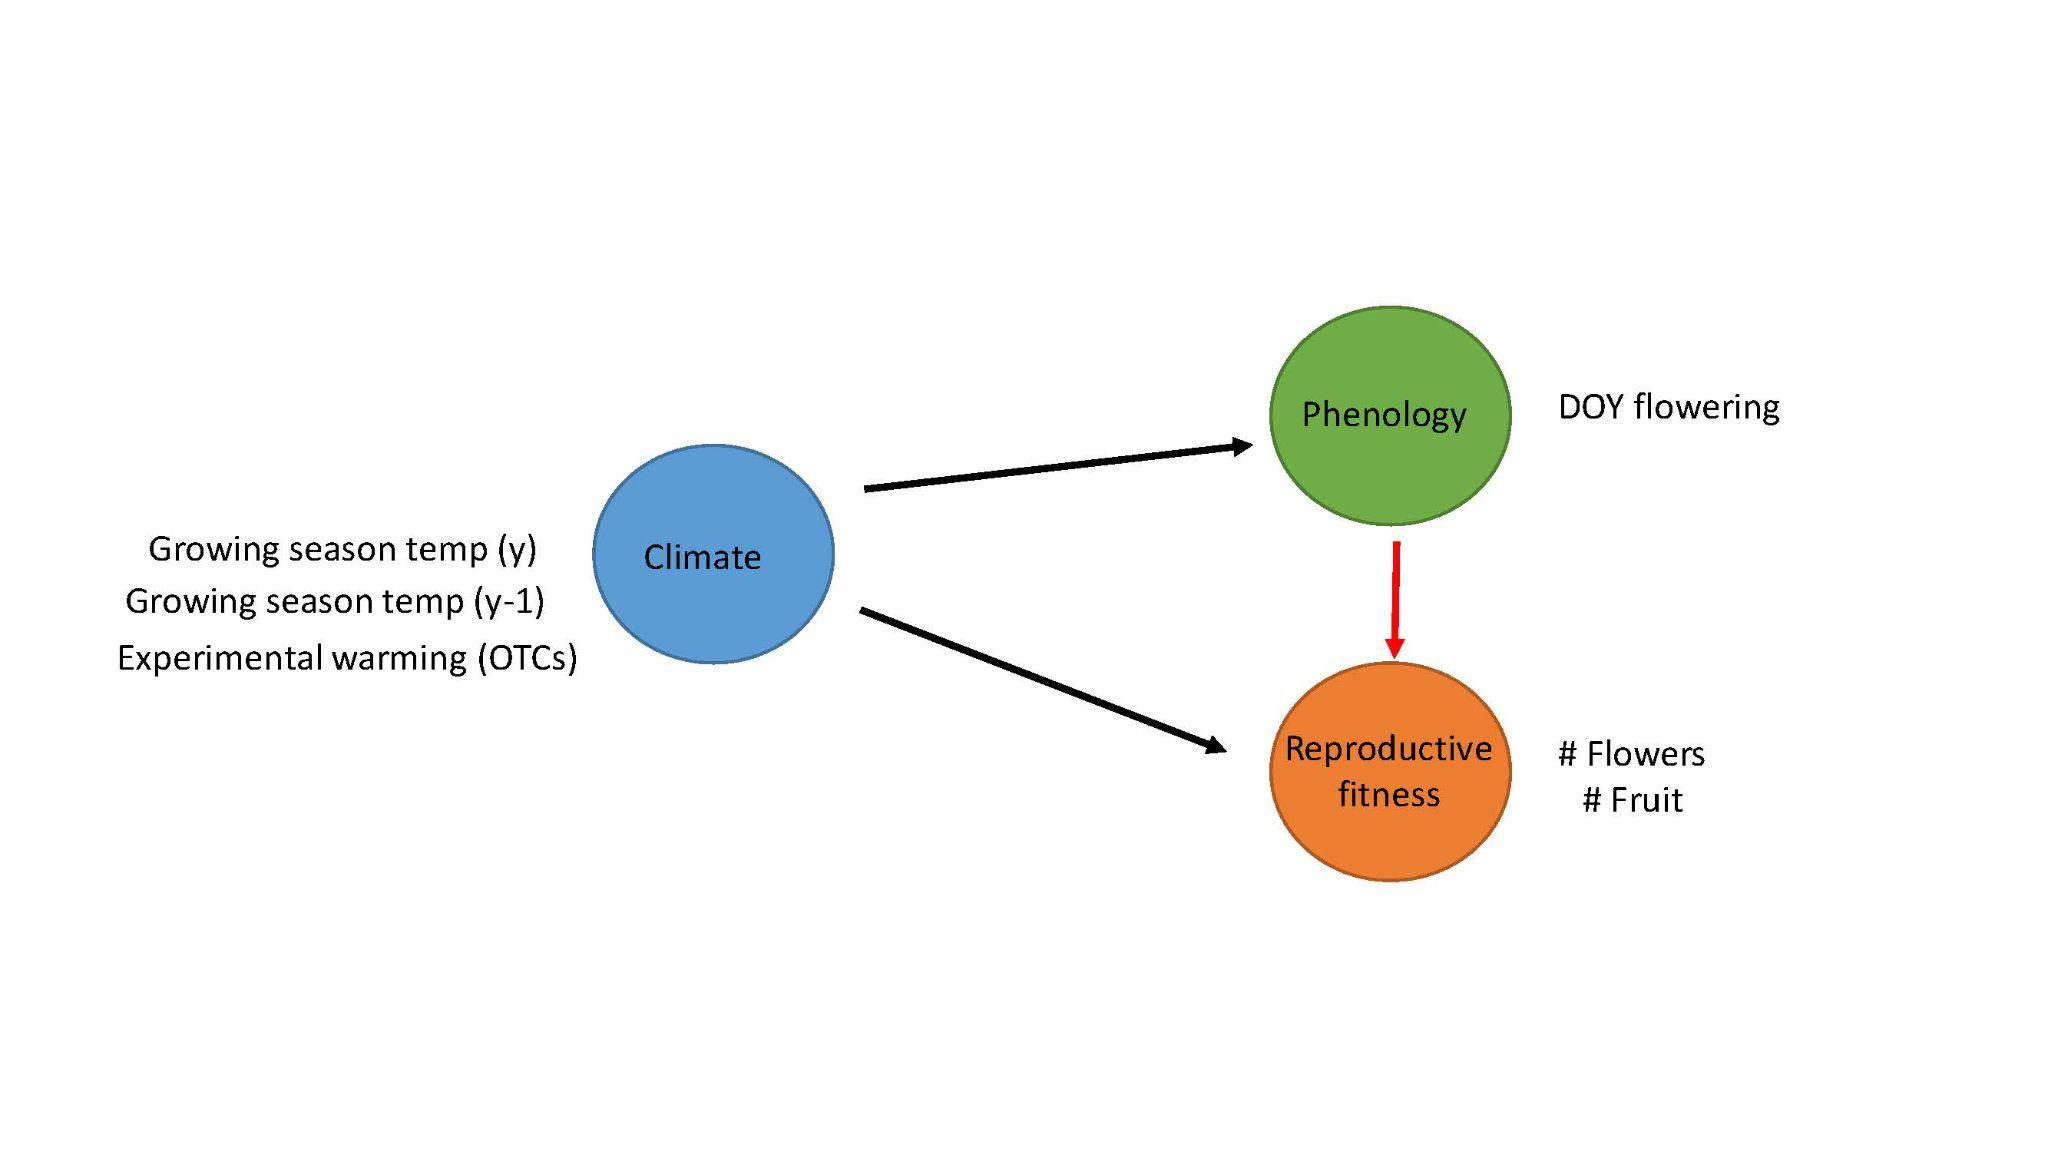 Phenology
DOY flowering
Growing season temp (y)
Growing season temp (y-1)
Experimental warming (OTCs)
Climate
Reproductive
fitness
# Flowers
# Fruit